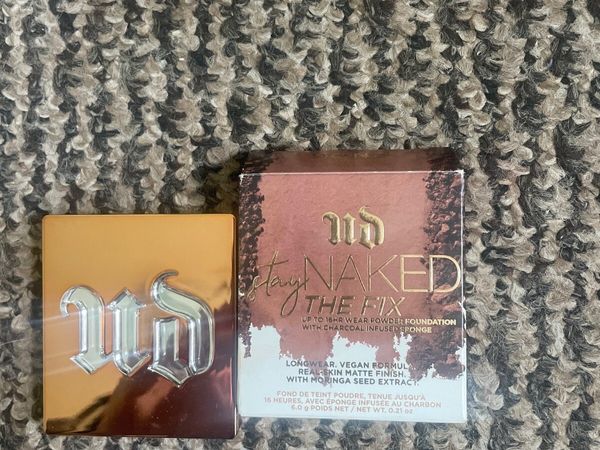 UD
UD
stay NAKED
THE FIX
UP TO 16HR WEAR POWDER FOUNDATION
WITH CHARCOAL INFUSED SPONGE
LONGWEAR. VEGAN FORMULA.
REAL-SKIN MATTE FINISH.
WITH MORINGA SEED EXTRACT.
FOND DE TEINT POUDRE, TENUE JUSQU'À
16 HEURES, AVEC ÉPONGE INFUSÉE AU CHARBON
6.0 g POIDS NET / NET WT. 0.21 oz